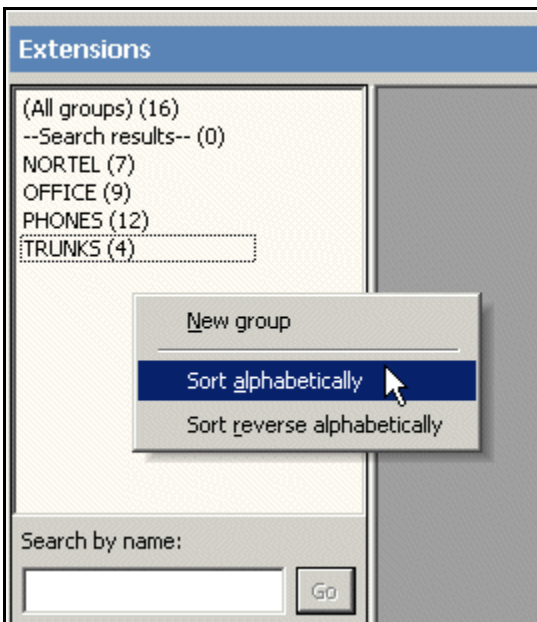 Extensions
(All groups) (16)
--Search results-- (0)
NORTEL (7)
OFFICE (9)
PHONES (12)
TRUNKS (4)
New group
Sort alphabetically
Sort reverse alphabetically
Search by name:
Go